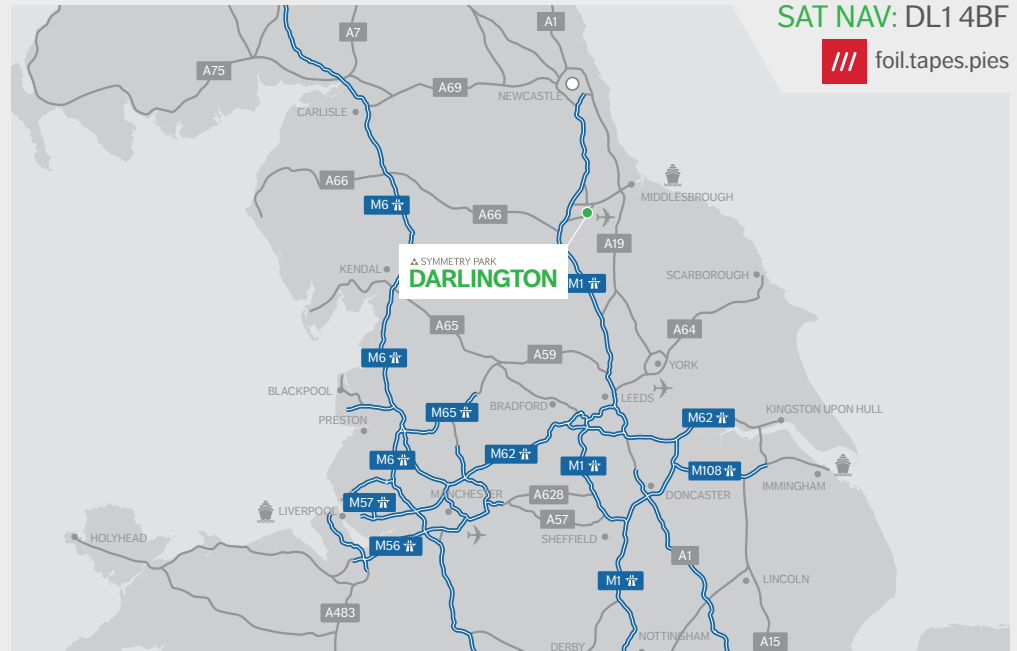 SAT NAV: DL1 4BF
foil.tapes.pies
A1
A7
A75
A69
NEWCASTLE
CARLISLE
A66
MIDDLESBROUGH
M6
A66
A19
SYMMETRY PARK
DARLINGTON
KENDAL
SCARBOROUGH
M1
A65
A64
M6
A59
YORK
BLACKPOOL
LEEDS
BRADFORD
M65
KINGSTON UPON HULL
M62
PRESTON
M62
M6
M1
M108
IMMINGHAM
MANCHESTER
A628
DONCASTER
M57
LIVERPOOL
A57
HOLYHEAD
SHEFFIELD
M56
A1
M1
LINCOLN
A483
NOTTINGHAM
A15
DERBY